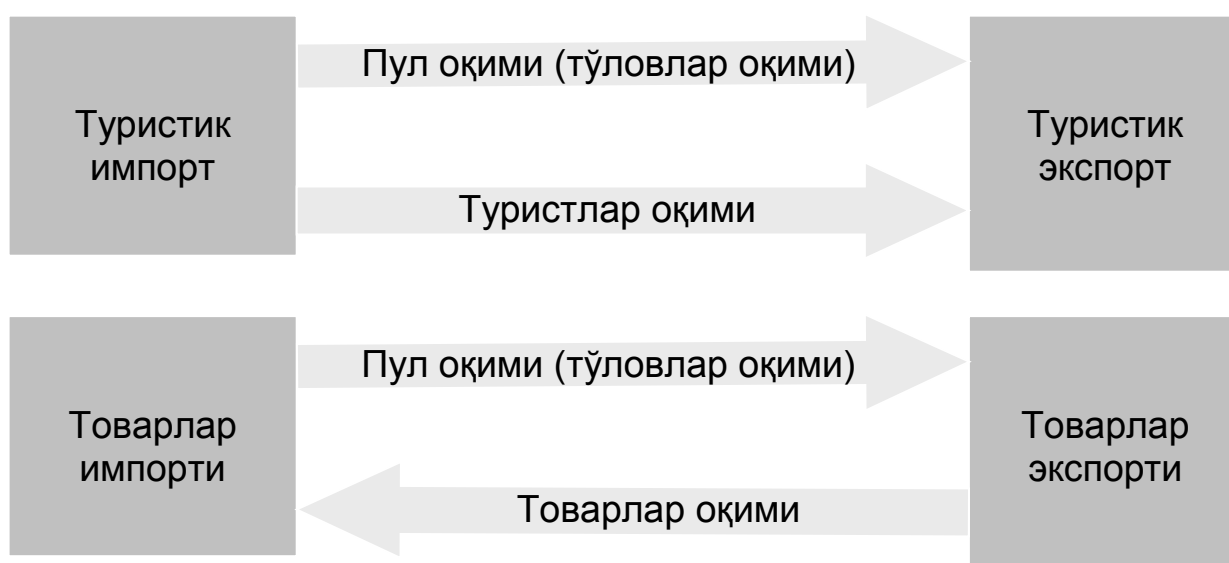 Пул оқими (тўловлар оқими)
Туристик
импорт
Туристик
экспорт
Туристлар оқими
Пул оқими (тўловлар оқими)
Товарлар
импорти
Товарлар
экспорти
Товарлар оқими